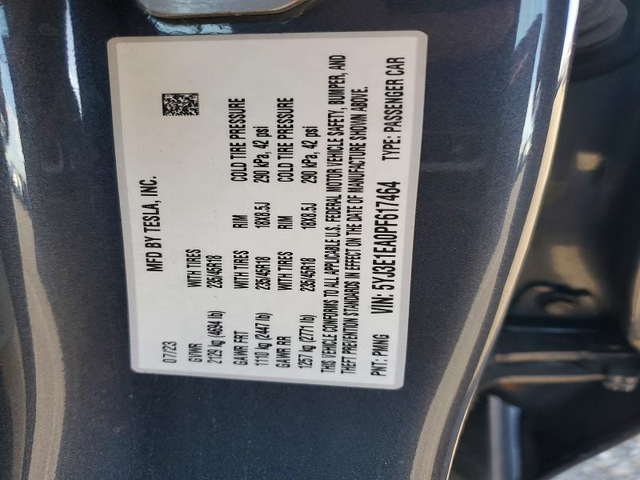 MFD BY TESLA, INC.
07/23
GVWR WITH TIRES RIM COLD TIRE PRESSURE
2129 kg (4694 lb) 235/45R18 18X8.5J 290 kPa, 42 psi
GAWR FRT WITH TIRES RIM COLD TIRE PRESSURE
1110 kg (2447 lb) 235/45R18 18X8.5J 290 kPa, 42 psi
GAWR RR
1257 kg (2771 lb) 235/45R18
THIS VEHICLE CONFORMS TO ALL APPLICABLE U.S. FEDERAL MOTOR VEHICLE SAFETY, BUMPER, AND
THEFT PREVENTION STANDARDS IN EFFECT ON THE DATE OF MANUFACTURE SHOWN ABOVE.
VIN: 5YJ3E1EA0PF617464
PNT: PMNG TYPE: PASSENGER CAR